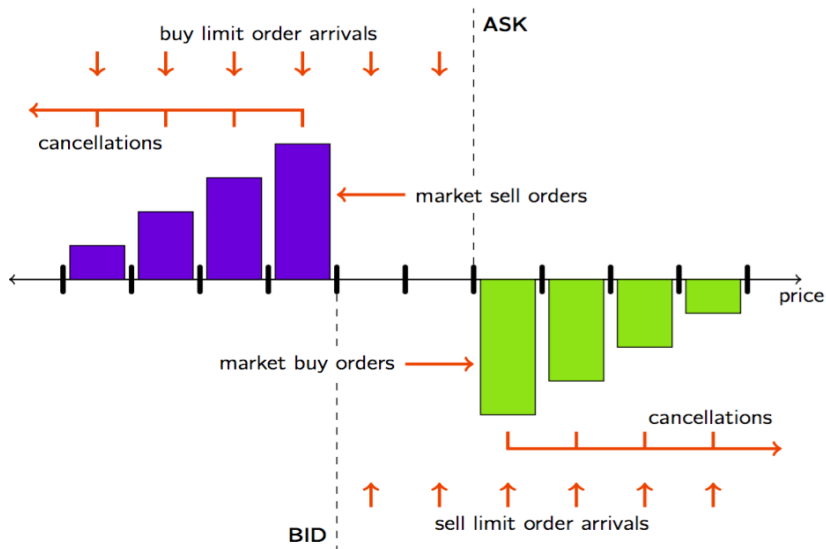 ASK
buy limit order arrivals
cancellations
market sell orders
price
market buy orders
cancellations
sell limit order arrivals
BID